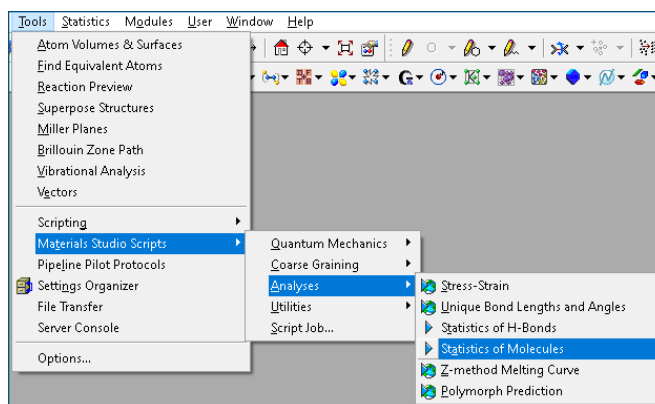 Tools Statistics Modules User Window Help
Atom Volumes & Surfaces
Find Equivalent Atoms
Reaction Preview
Superpose Structures
Miller Planes
Brillouin Zone Path
Vibrational Analysis
Vectors
Scripting
Materials Studio Scripts
Pipeline Pilot Protocols
Settings Organizer
File Transfer
Server Console
Options...
Quantum Mechanics
Coarse Graining
Analyses
Utilities
Script Job...
Stress-Strain
Unique Bond Lengths and Angles
Statistics of H-Bonds
Statistics of Molecules
Z-method Melting Curve
Polymorph Prediction